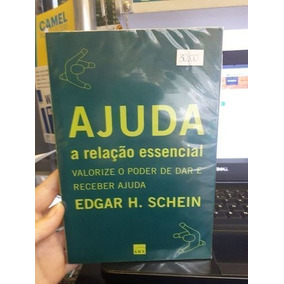 CAMEL
AJUDA
a relação essencial
VALORIZE O PODER DE DAR E
RECEBER AJUDA
EDGAR H. SCHEIN